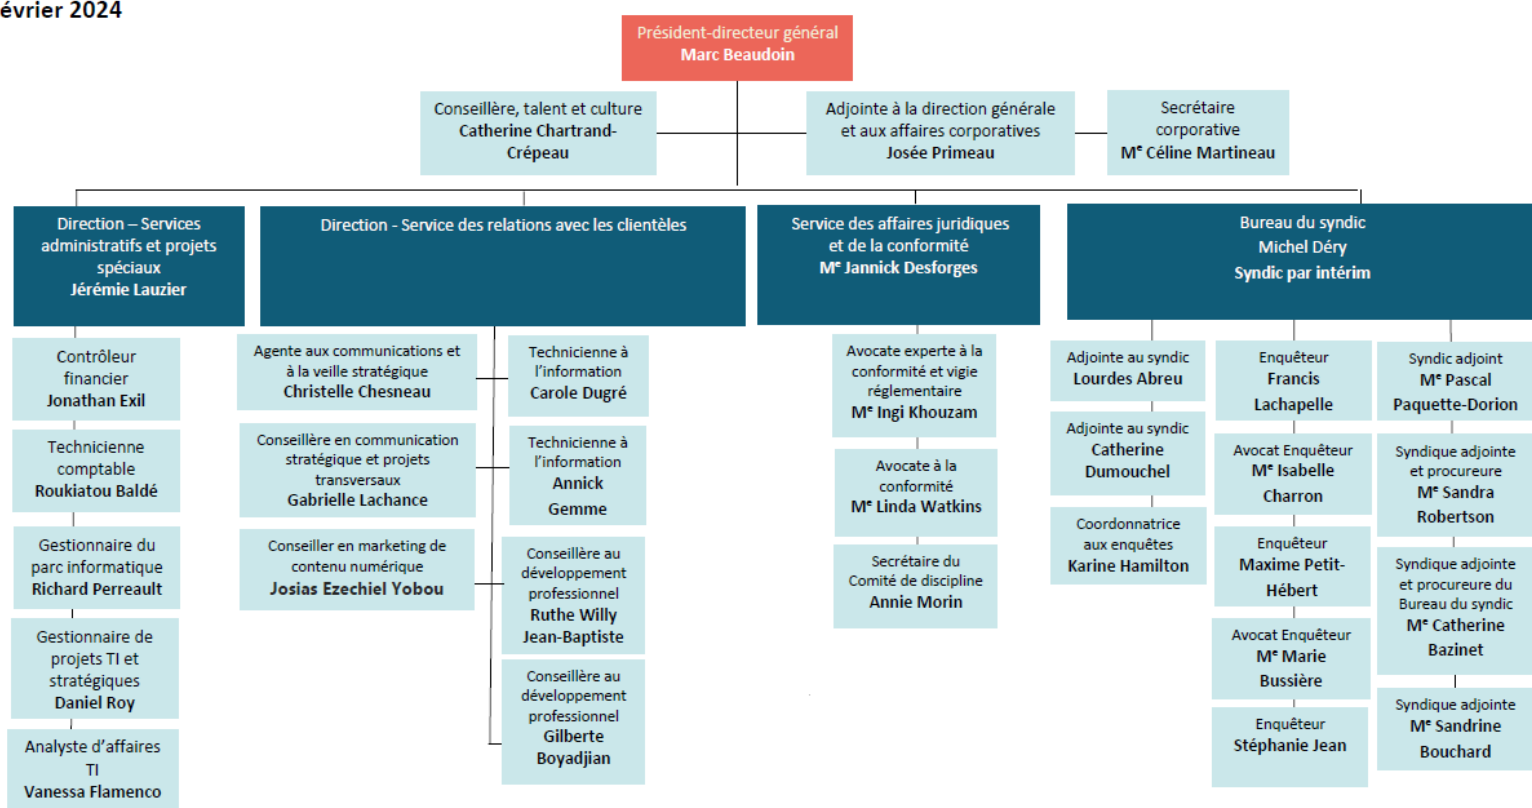 évrier 2024
Président-directeur général
Marc Beaudoin
Conseillère, talent et culture
Catherine Chartrand-
Crépeau
Adjointe à la direction générale
et aux affaires corporatives
Josée Primeau
Secrétaire
corporative
Mᵉ Céline Martineau
Direction – Services
administratifs et projets
spéciaux
Jérémie Lauzier
Direction - Service des relations avec les clientèles
Service des affaires juridiques
et de la conformité
Mᵉ Jannick Desforges
Bureau du syndic
Michel Déry
Syndic par intérim
Contrôleur
financier
Jonathan Exil
Technicienne
comptable
Roukiatou Baldé
Gestionnaire du
parc informatique
Richard Perreault
Gestionnaire de
projets TI et
stratégiques
Daniel Roy
Analyste d’affaires
TI
Vanessa Flamenco
Agente aux communications et
à la veille stratégique
Christelle Chesneau
Conseillère en communication
stratégique et projets
transversaux
Gabrielle Lachance
Conseiller en marketing de
contenu numérique
Josias Ezechiel Yobou
Technicienne à
l’information
Carole Dugré
Technicienne à
l’information
Annick
Gemme
Conseillère au
développement
professionnel
Ruthe Willy
Jean-Baptiste
Conseillère au
développement
professionnel
Gilberte
Boyadjian
Avocate experte à la
conformité et vigie
réglementaire
Mᵉ Ingi Khouzam
Avocate à la
conformité
Mᵉ Linda Watkins
Secrétaire du
Comité de discipline
Annie Morin
Adjointe au syndic
Lourdes Abreu
Adjointe au syndic
Catherine
Dumouchel
Coordonnatrice
aux enquêtes
Karine Hamilton
Enquêteur
Francis
Lachapelle
Avocat Enquêteur
Mᵉ Isabelle
Charron
Enquêteur
Maxime Petit-
Hébert
Avocat Enquêteur
Mᵉ Marie
Bussière
Enquêteur
Stéphanie Jean
Syndic adjoint
Mᵉ Pascal
Paquette-Dorion
Syndique adjointe
et procureure
Mᵉ Sandra
Robertson
Syndique adjointe
et procureure du
Bureau du syndic
Mᵉ Catherine
Bazinet
Syndique adjointe
Mᵉ Sandrine
Bouchard